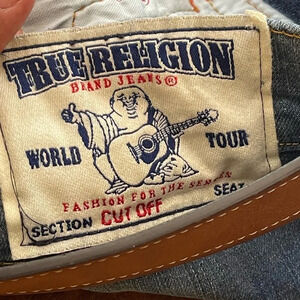 TRUE RELIGION
BRAND JEANS®
WORLD TOUR
FASHION FOR THE SENSES
SECTION CUT OFF SEAT